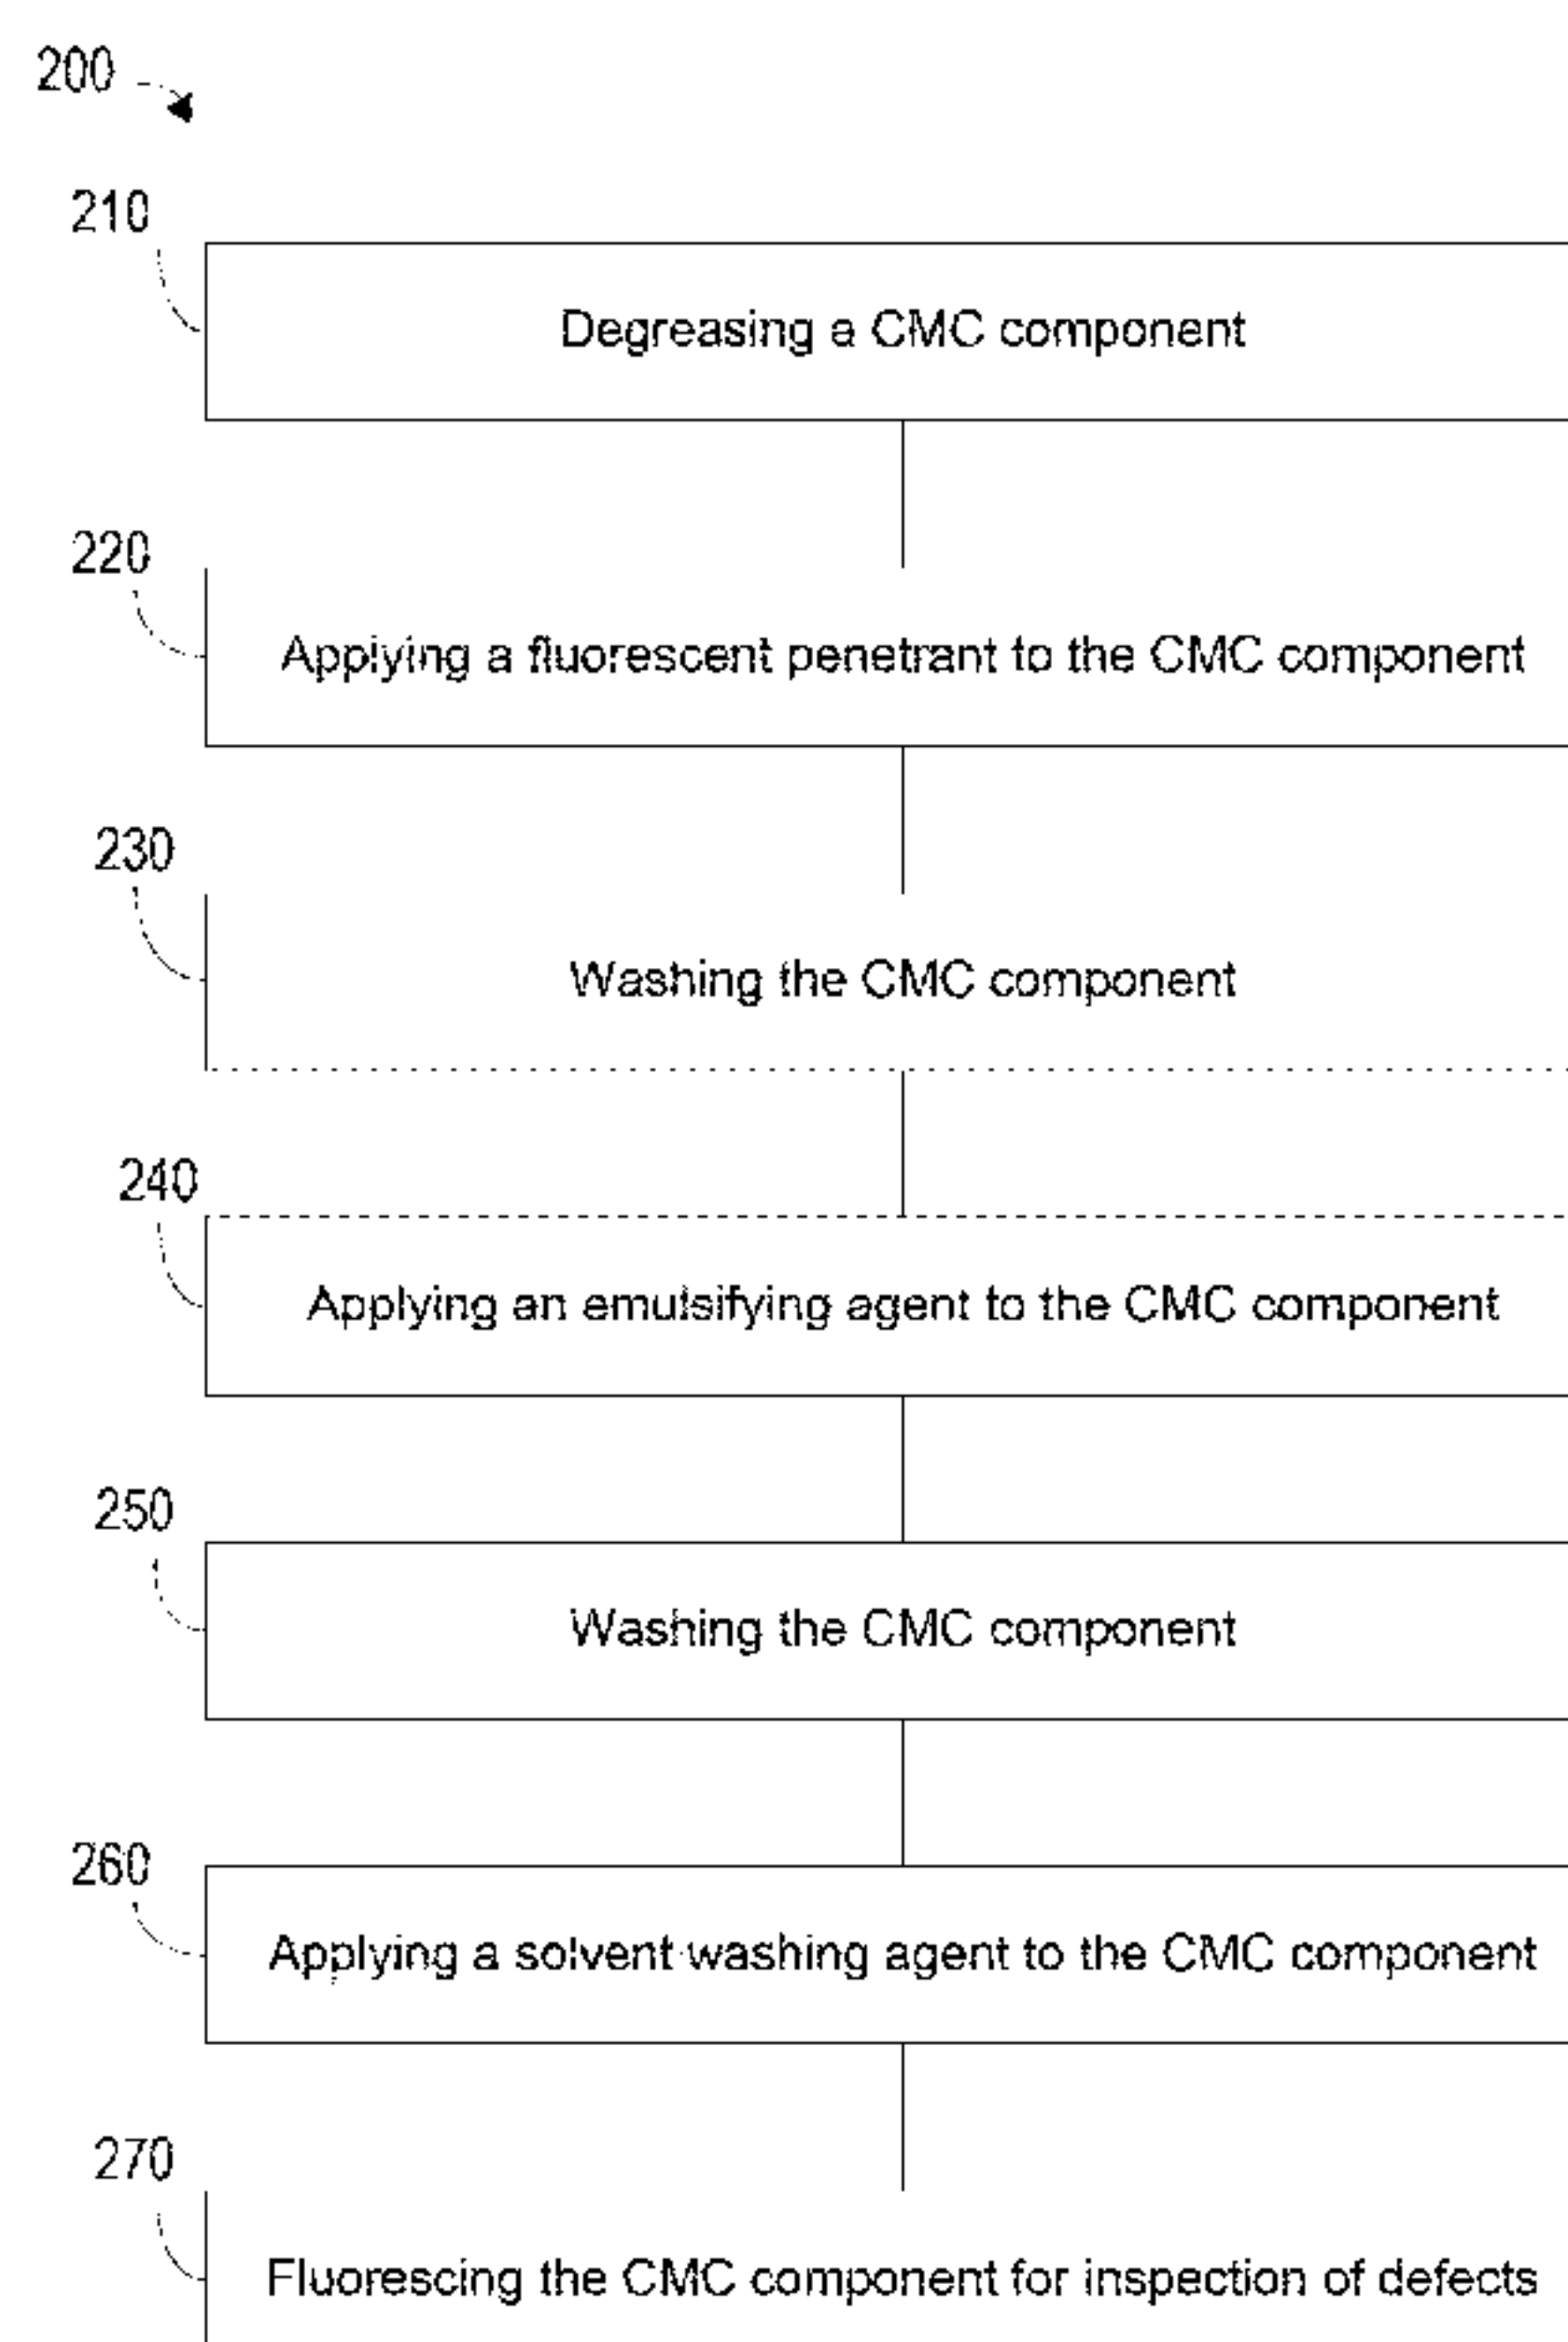 200
210
Degreasing a CMC component
220
Applying a fluorescent penetrant to the CMC component
230
Washing the CMC component
240
Applying an emulsifying agent to the CMC component
250
Washing the CMC component
260
Applying a solvent washing agent to the CMC component
270
Fluorescing the CMC component for inspection of defects